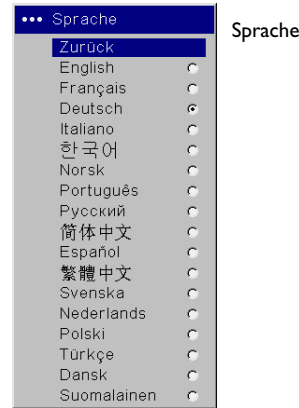 ••• Sprache
Sprache
Zurück
English
Français
Deutsch
Italiano
한국어
Norsk
Português
Русский
简体中文
Español
繁體中文
Svenska
Nederlands
Polski
Türkçe
Dansk
Suomalainen